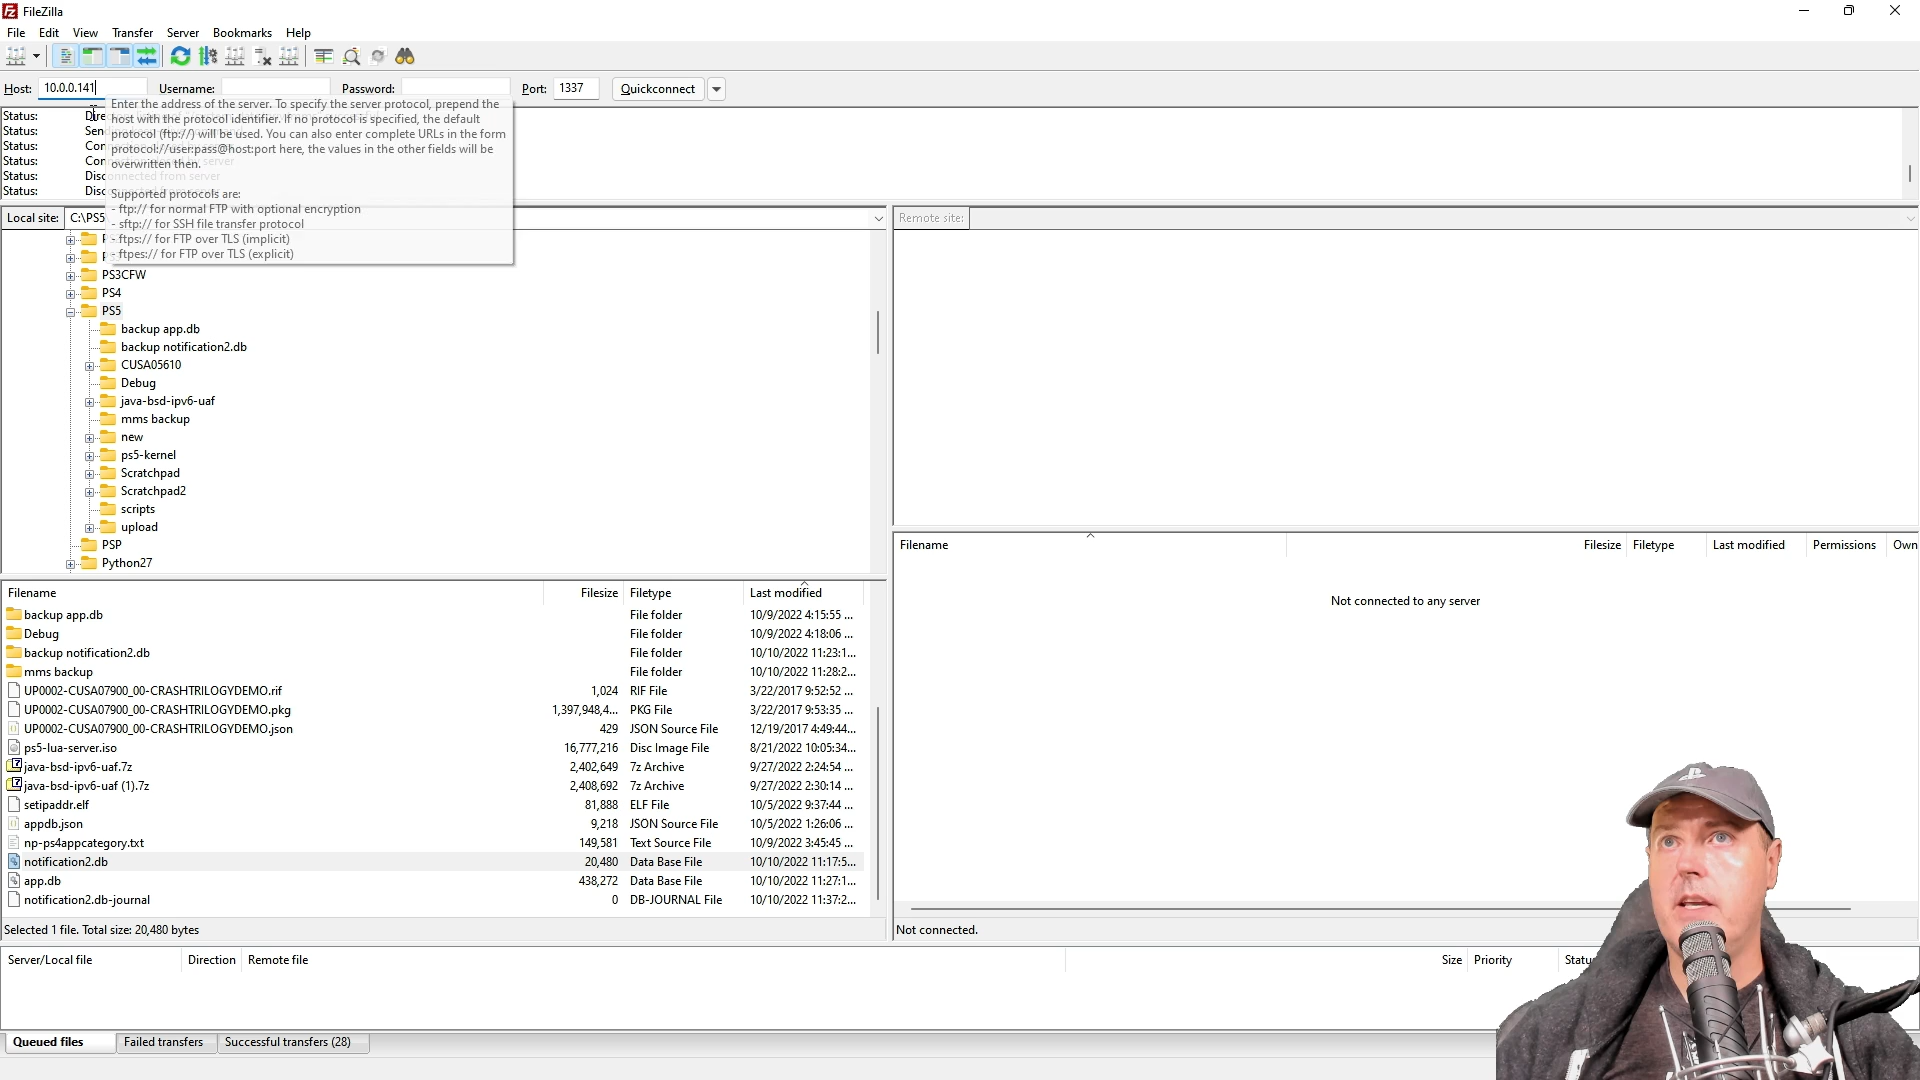 FileZilla
File Edit View Transfer Server Bookmarks Help
Host: 10.0.0.141 Username: Password: Port: 1337 Quickconnect
Enter the address of the server. To specify the server protocol, prepend the
host with the protocol identifier. If no protocol is specified, the default
protocol (ftp://) will be used. You can also enter complete URLs in the form
protocol://user:pass@host:port here, the values in the other fields will be
overwritten then.
Supported protocols are:
- ftp:// for normal FTP with optional encryption
- sftp:// for SSH file transfer protocol
- ftps:// for FTP over TLS (implicit)
- ftpes:// for FTP over TLS (explicit)
Status:
Status:
Status:
Status:
Status: Disconnected from server
Status:
Local site: C:\PS5
Remote site:
PS3CFW
PS4
PS5
backup app.db
backup notification2.db
CUSA05610
Debug
java-bsd-ipv6-uaf
mms backup
new
ps5-kernel
Scratchpad
Scratchpad2
scripts
upload
PSP
Python27
Filename Filesize Filetype Last modified
backup app.db File folder 10/9/2022 4:15:55 ...
Debug File folder 10/9/2022 4:18:06 ...
backup notification2.db File folder 10/10/2022 11:23:1...
mms backup File folder 10/10/2022 11:28:2...
UP0002-CUSA07900_00-CRASHTRILOGYDEMO.rif 1,024 RIF File 3/22/2017 9:52:52 ...
UP0002-CUSA07900_00-CRASHTRILOGYDEMO.pkg 1,397,948,4... PKG File 3/22/2017 9:53:35 ...
UP0002-CUSA07900_00-CRASHTRILOGYDEMO.json 429 JSON Source File 12/19/2017 4:49:44...
ps5-lua-server.iso 16,777,216 Disc Image File 8/21/2022 10:05:34...
java-bsd-ipv6-uaf.7z 2,402,649 7z Archive 9/27/2022 2:24:54 ...
java-bsd-ipv6-uaf (1).7z 2,408,692 7z Archive 9/27/2022 2:30:14 ...
setipaddr.elf 81,888 ELF File 10/5/2022 9:37:44 ...
appdb.json 9,218 JSON Source File 10/5/2022 1:26:06 ...
np-ps4appcategory.txt 149,581 Text Source File 10/9/2022 3:45:45 ...
notification2.db 20,480 Data Base File 10/10/2022 11:17:5...
app.db 438,272 Data Base File 10/10/2022 11:27:1...
notification2.db-journal 0 DB-JOURNAL File 10/10/2022 11:37:2...
Selected 1 file. Total size: 20,480 bytes
Filename Filesize Filetype Last modified Permissions Own
Not connected to any server
Not connected.
Server/Local file Direction Remote file Size Priority Statu
Queued files Failed transfers Successful transfers (28)